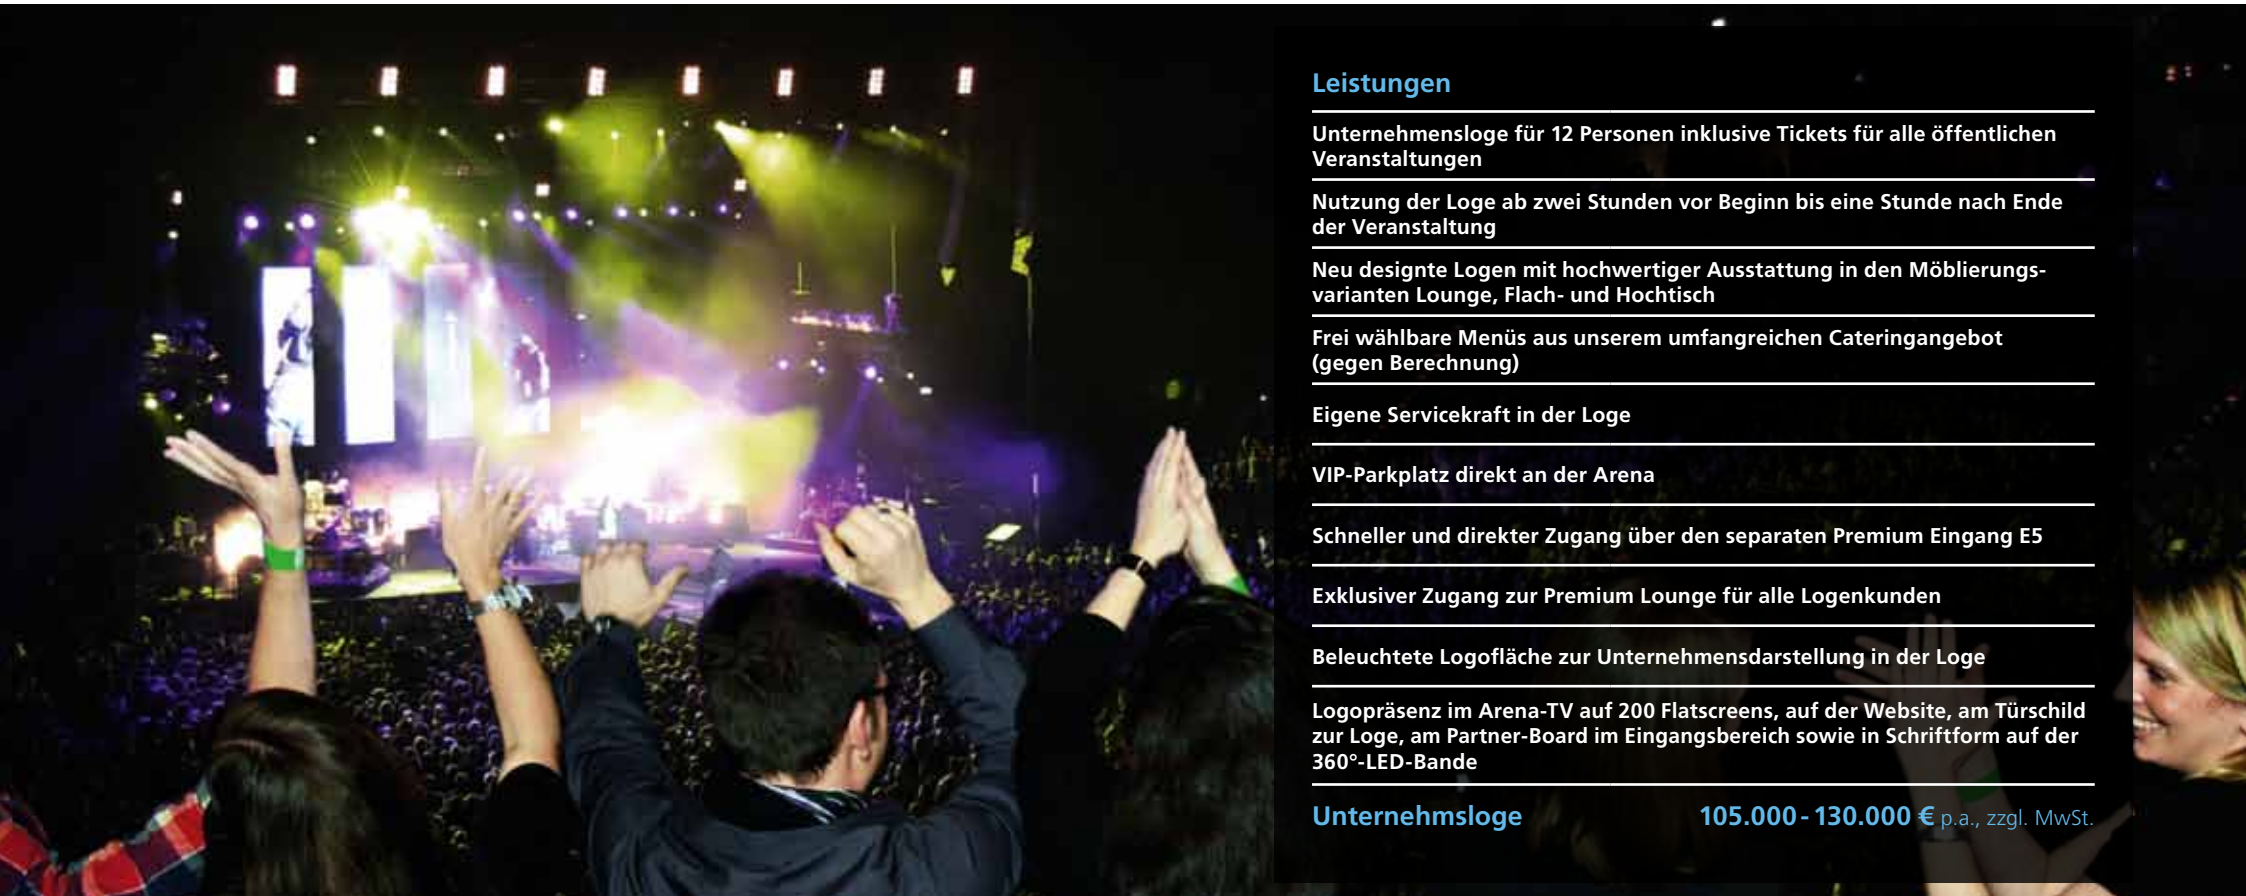 Leistungen
Unternehmensloge für 12 Personen inklusive Tickets für alle öffentlichen
Veranstaltungen
Nutzung der Loge ab zwei Stunden vor Beginn bis eine Stunde nach Ende
der Veranstaltung
Neu designte Logen mit hochwertiger Ausstattung in den Möblierungs-
varianten Lounge, Flach- und Hochtisch
Frei wählbare Menüs aus unserem umfangreichen Cateringangebot
(gegen Berechnung)
Eigene Servicekraft in der Loge
VIP-Parkplatz direkt an der Arena
Schneller und direkter Zugang über den separaten Premium Eingang E5
Exklusiver Zugang zur Premium Lounge für alle Logenkunden
Beleuchtete Logofläche zur Unternehmensdarstellung in der Loge
Logopräsenz im Arena-TV auf 200 Flatscreens, auf der Website, am Türschild
zur Loge, am Partner-Board im Eingangsbereich sowie in Schriftform auf der
360°-LED-Bande
Unternehmsloge 105.000 - 130.000 € p.a., zzgl. MwSt.